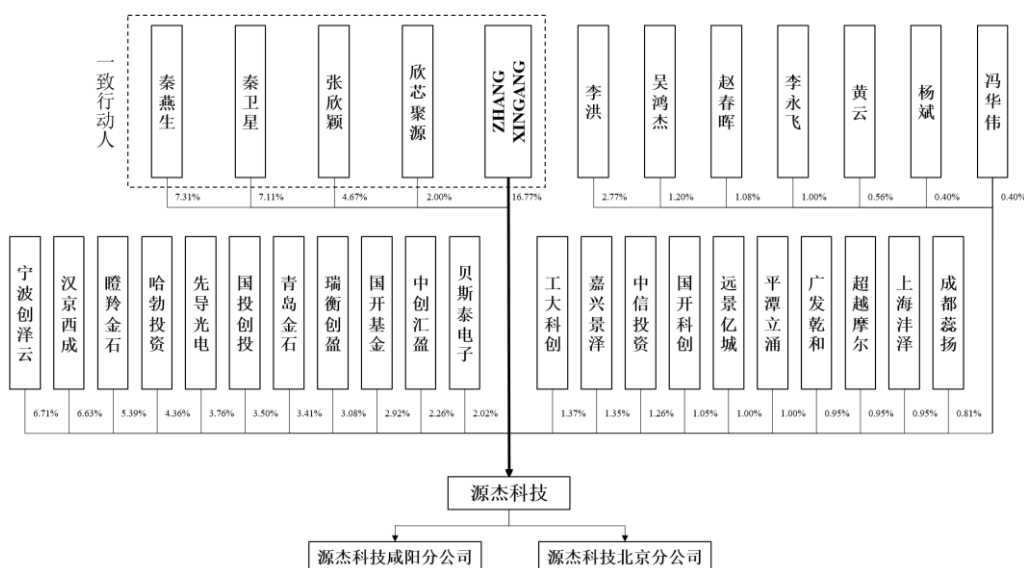 一致行动人
秦燕生
秦卫星
张欣颖
欣芯聚源
ZHANG XINGANG
李洪
吴鸿杰
赵春晖
李永飞
黄云
杨斌
冯华伟
7.31%
7.11%
4.67%
2.00%
16.77%
2.77%
1.20%
1.08%
1.00%
0.56%
0.40%
0.40%
宁波创泽云
汉京西成
瞪羚金石
哈勃投资
先导光电
国投创投
青岛金石
瑞衡创盈
国开基金
中创汇盈
贝斯泰电子
工大科创
嘉兴景泽
中信投资
国开科创
远景亿城
平潭立涌
广发乾和
超越摩尔
上海沣泽
成都蕊扬
6.71%
6.63%
5.39%
4.36%
3.76%
3.50%
3.41%
3.08%
2.92%
2.26%
2.02%
1.37%
1.35%
1.26%
1.05%
1.00%
1.00%
0.95%
0.95%
0.95%
0.81%
源杰科技
源杰科技咸阳分公司
源杰科技北京分公司